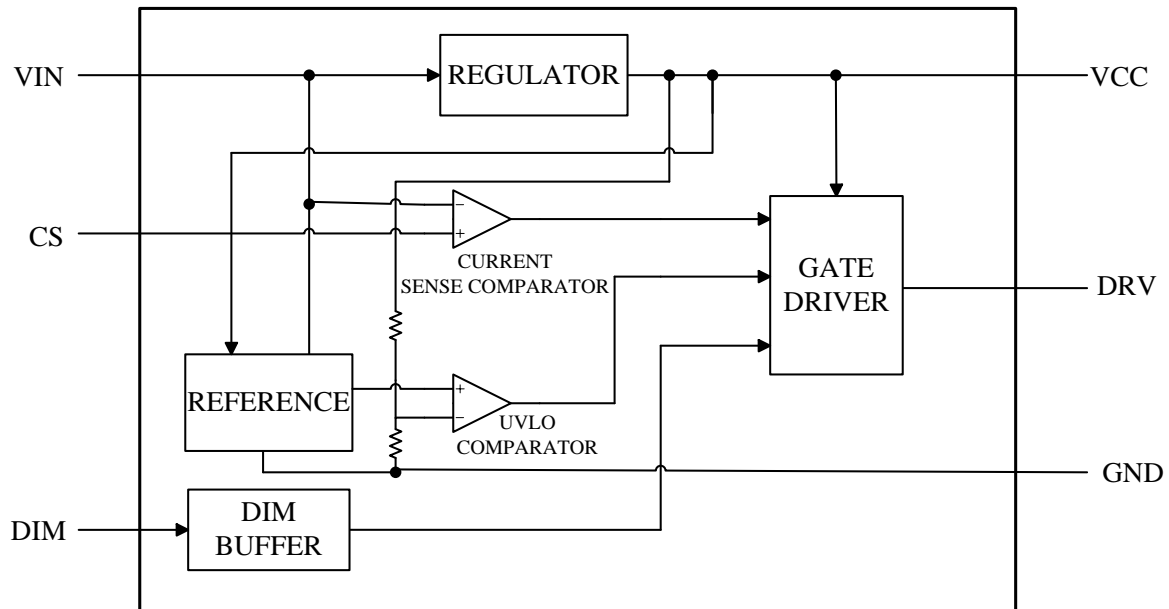 VIN
REGULATOR
VCC
CS
−
+
CURRENT
SENSE COMPARATOR
GATE
DRIVER
DRV
REFERENCE
+
−
UVLO
COMPARATOR
GND
DIM
DIM
BUFFER